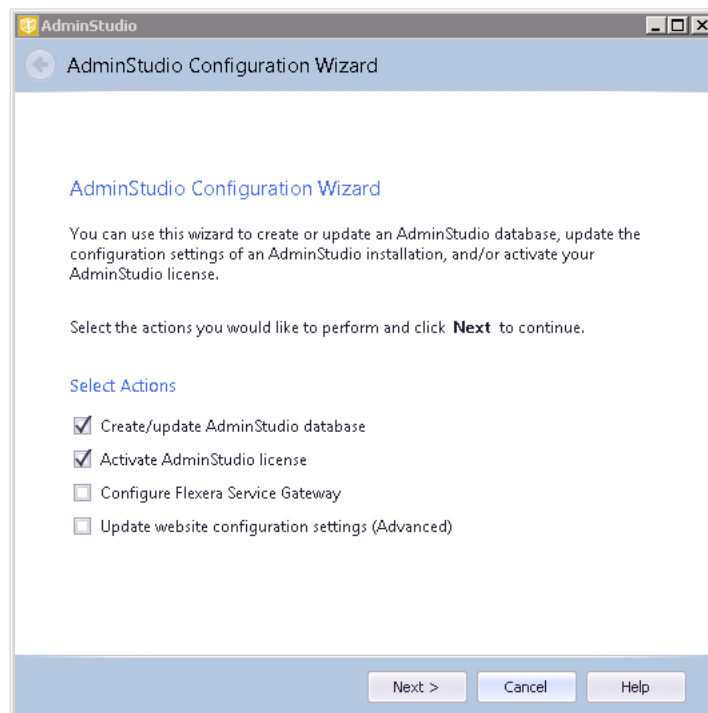 AdminStudio
AdminStudio Configuration Wizard
AdminStudio Configuration Wizard
You can use this wizard to create or update an AdminStudio database, update the
configuration settings of an AdminStudio installation, and/or activate your
AdminStudio license.
Select the actions you would like to perform and click Next to continue.
Select Actions
Create/update AdminStudio database
Activate AdminStudio license
Configure Flexera Service Gateway
Update website configuration settings (Advanced)
Next > Cancel Help